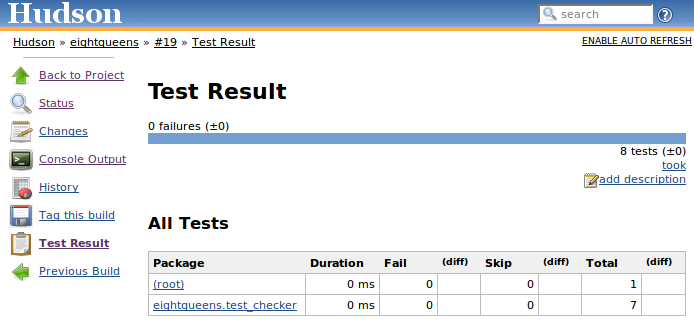 Hudson
search
Hudson » eightqueens » #19 » Test Result
ENABLE AUTO REFRESH
Back to Project
Status
Changes
Console Output
History
Tag this build
Test Result
Previous Build
Test Result
0 failures (±0)
8 tests (±0)
took
add description
All Tests
Package Duration Fail (diff) Skip (diff) Total (diff)
(root) 0 ms 0 0 1
eightqueens.test_checker 0 ms 0 0 7